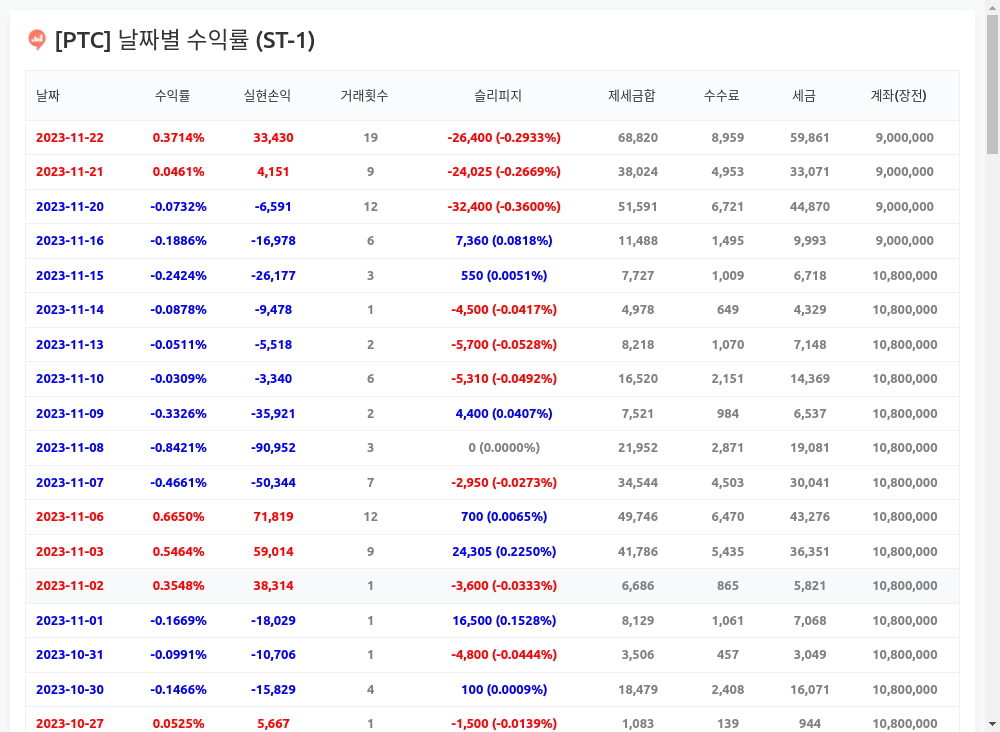 [PTC] 날짜별 수익률 (ST-1)
날짜 수익률 실현손익 거래횟수 슬리피지 제세금합 수수료 세금 계좌(장전)
2023-11-22 0.3714% 33,430 19 -26,400 (-0.2933%) 68,820 8,959 59,861 9,000,000
2023-11-21 0.0461% 4,151 9 -24,025 (-0.2669%) 38,024 4,953 33,071 9,000,000
2023-11-20 -0.0732% -6,591 12 -32,400 (-0.3600%) 51,591 6,721 44,870 9,000,000
2023-11-16 -0.1886% -16,978 6 7,360 (0.0818%) 11,488 1,495 9,993 9,000,000
2023-11-15 -0.2424% -26,177 3 550 (0.0051%) 7,727 1,009 6,718 10,800,000
2023-11-14 -0.0878% -9,478 1 -4,500 (-0.0417%) 4,978 649 4,329 10,800,000
2023-11-13 -0.0511% -5,518 2 -5,700 (-0.0528%) 8,218 1,070 7,148 10,800,000
2023-11-10 -0.0309% -3,340 6 -5,310 (-0.0492%) 16,520 2,151 14,369 10,800,000
2023-11-09 -0.3326% -35,921 2 4,400 (0.0407%) 7,521 984 6,537 10,800,000
2023-11-08 -0.8421% -90,952 3 0 (0.0000%) 21,952 2,871 19,081 10,800,000
2023-11-07 -0.4661% -50,344 7 -2,950 (-0.0273%) 34,544 4,503 30,041 10,800,000
2023-11-06 0.6650% 71,819 12 700 (0.0065%) 49,746 6,470 43,276 10,800,000
2023-11-03 0.5464% 59,014 9 24,305 (0.2250%) 41,786 5,435 36,351 10,800,000
2023-11-02 0.3548% 38,314 1 -3,600 (-0.0333%) 6,686 865 5,821 10,800,000
2023-11-01 -0.1669% -18,029 1 16,500 (0.1528%) 8,129 1,061 7,068 10,800,000
2023-10-31 -0.0991% -10,706 1 -4,800 (-0.0444%) 3,506 457 3,049 10,800,000
2023-10-30 -0.1466% -15,829 4 100 (0.0009%) 18,479 2,408 16,071 10,800,000
2023-10-27 0.0525% 5,667 1 -1,500 (-0.0139%) 1,083 139 944 10,800,000